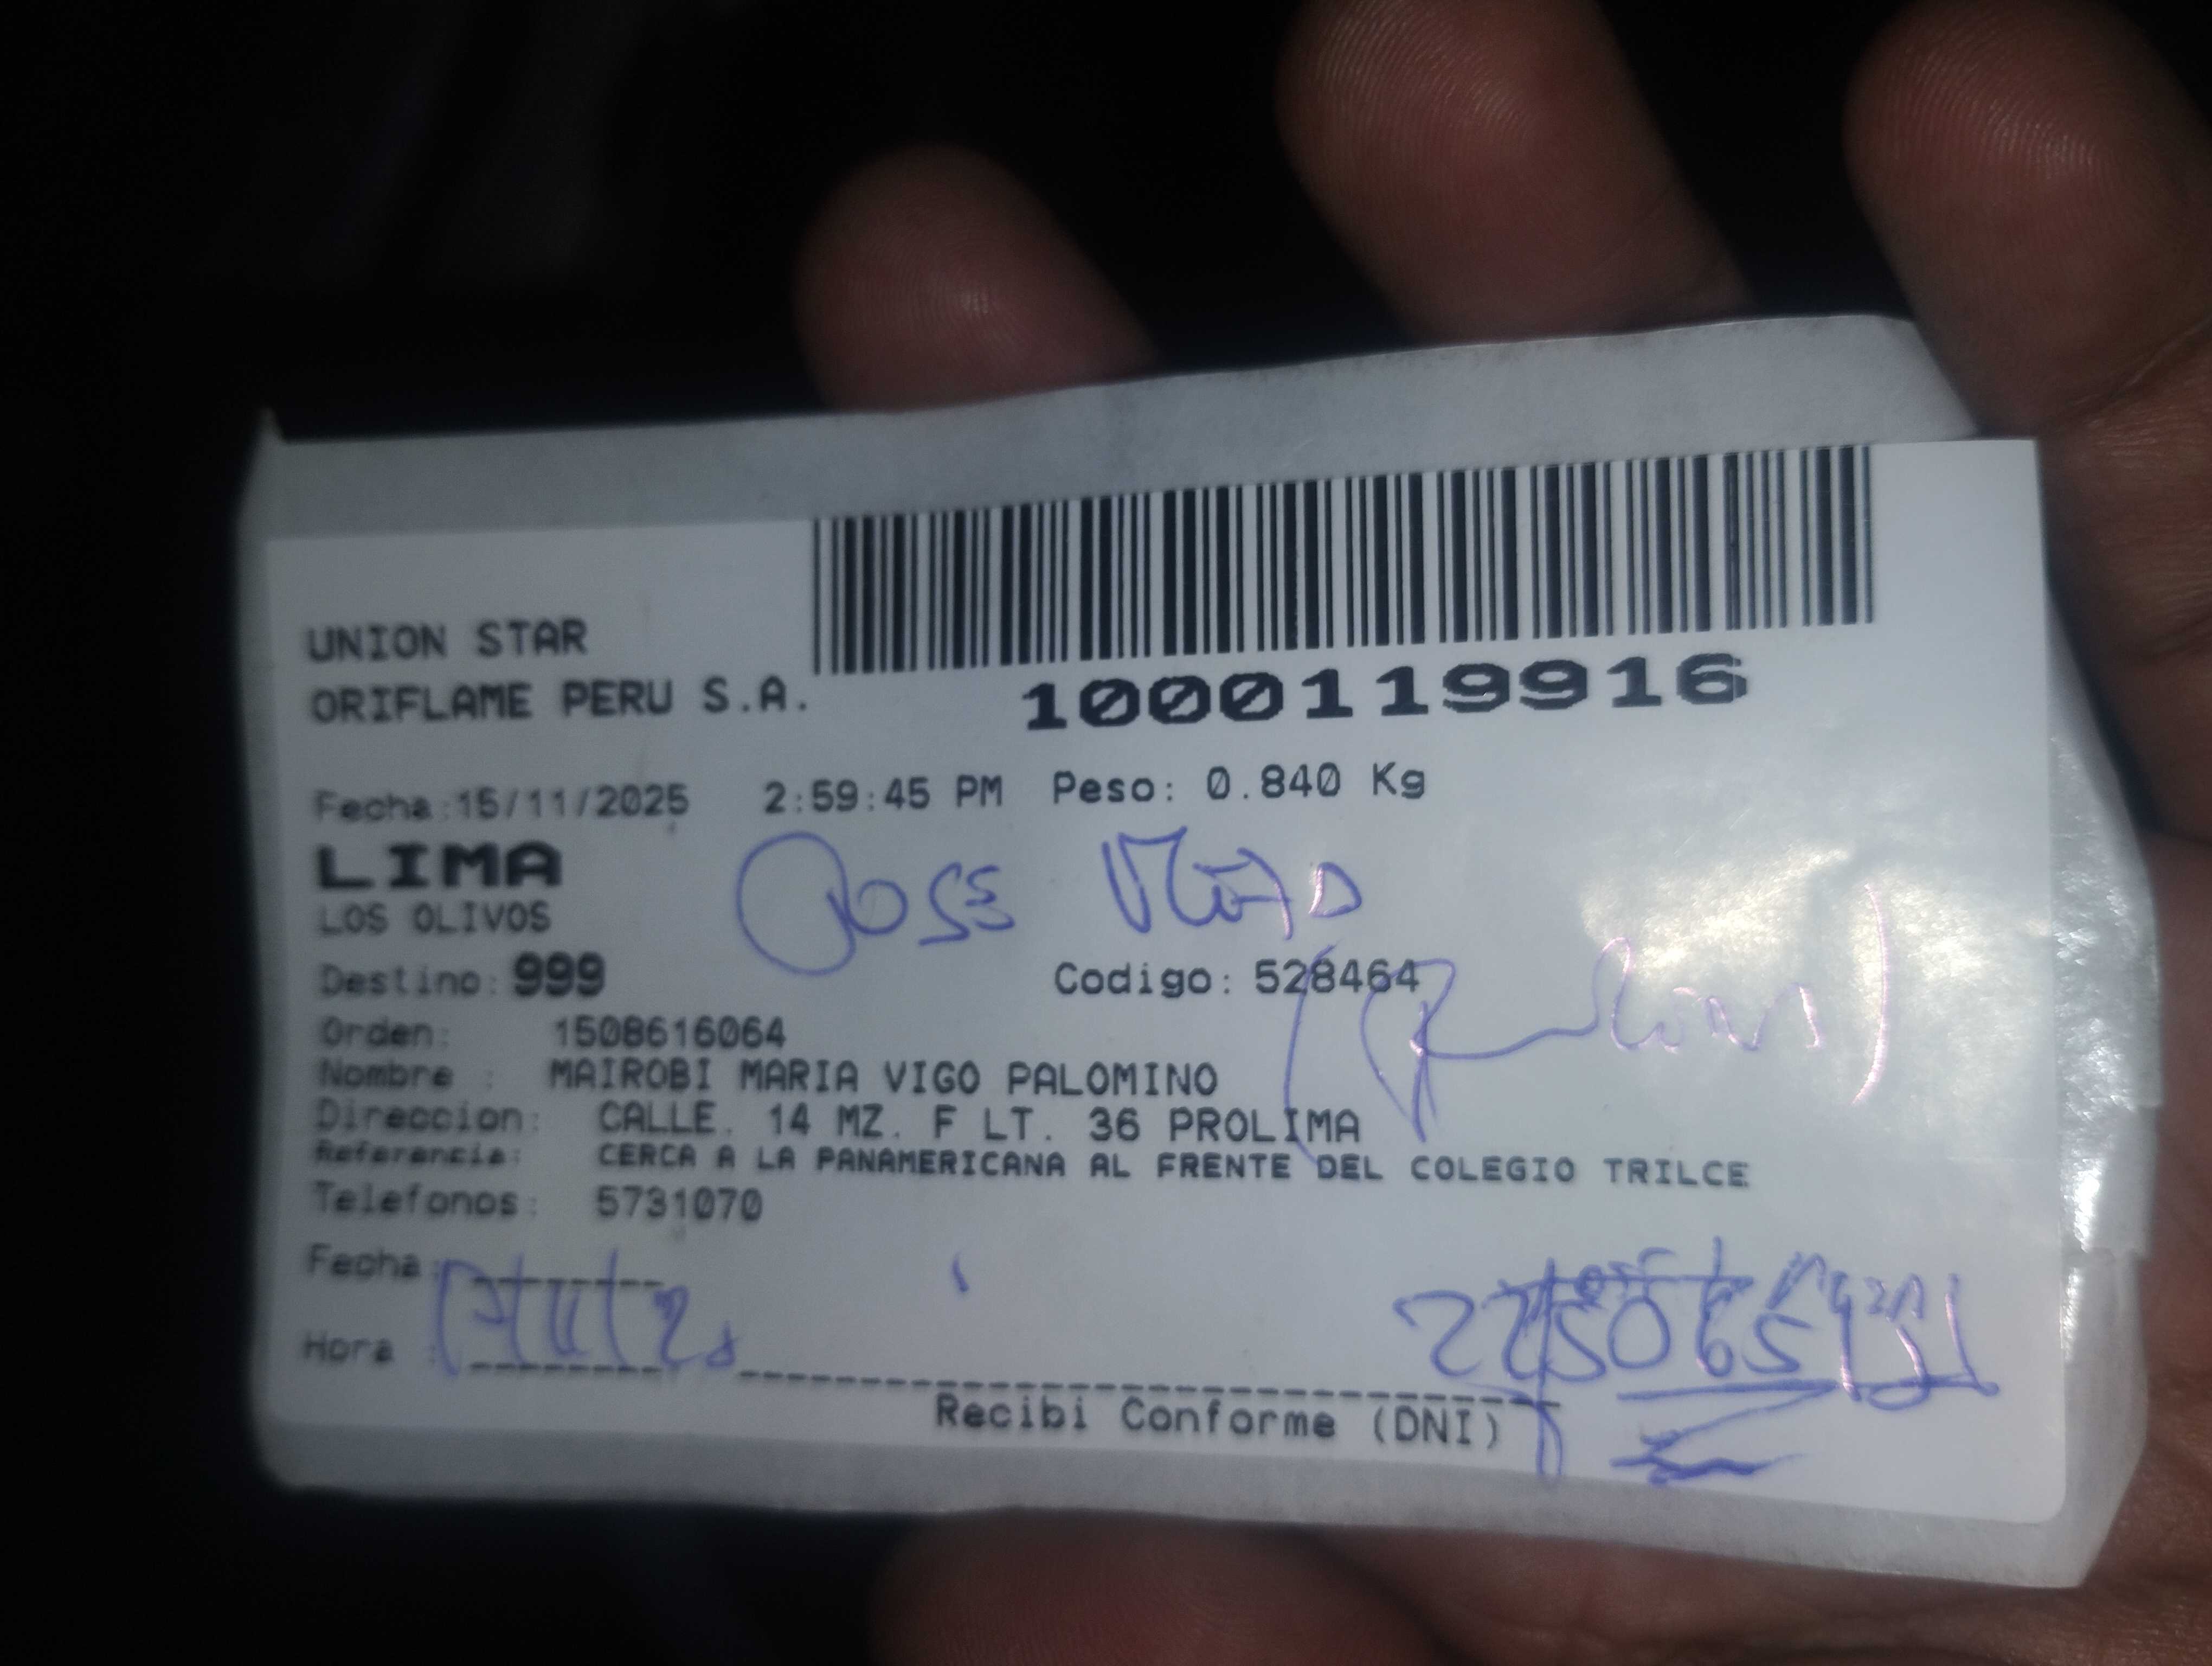 UNION STAR
ORIFLAME PERU S.A.
1000119916
Fecha:15/11/2025 2:59:45 PM Peso: 0.840 Kg
LIMA
LOS OLIVOS
Destino: 999 Codigo: 528464
Orden: 1508616064
Nombre : MAIROBI MARIA VIGO PALOMINO
Direccion: CALLE. 14 MZ. F LT. 36 PROLIMA
Referencia: CERCA A LA PANAMERICANA AL FRENTE DEL COLEGIO TRILCE
Telefonos: 5731070
Fecha:
Hora :
Recibi Conforme (DNI)